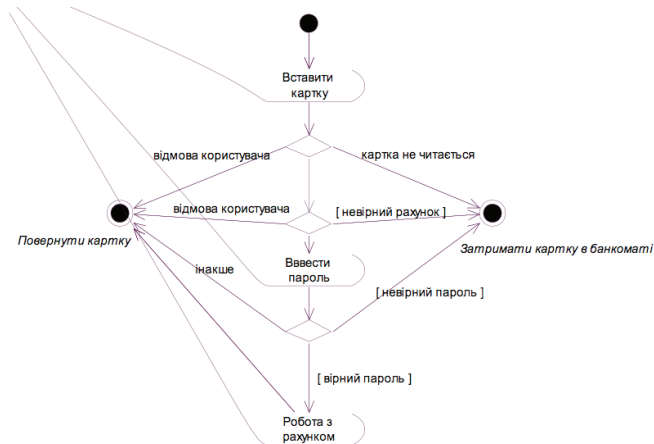 Вставити
картку
відмова користувача
картка не читається
відмова користувача
[ невірний рахунок ]
Повернути картку
Затримати картку в банкоматі
Вввести
пароль
інакше
[ невірний пароль ]
[ вірний пароль ]
Робота з
рахунком